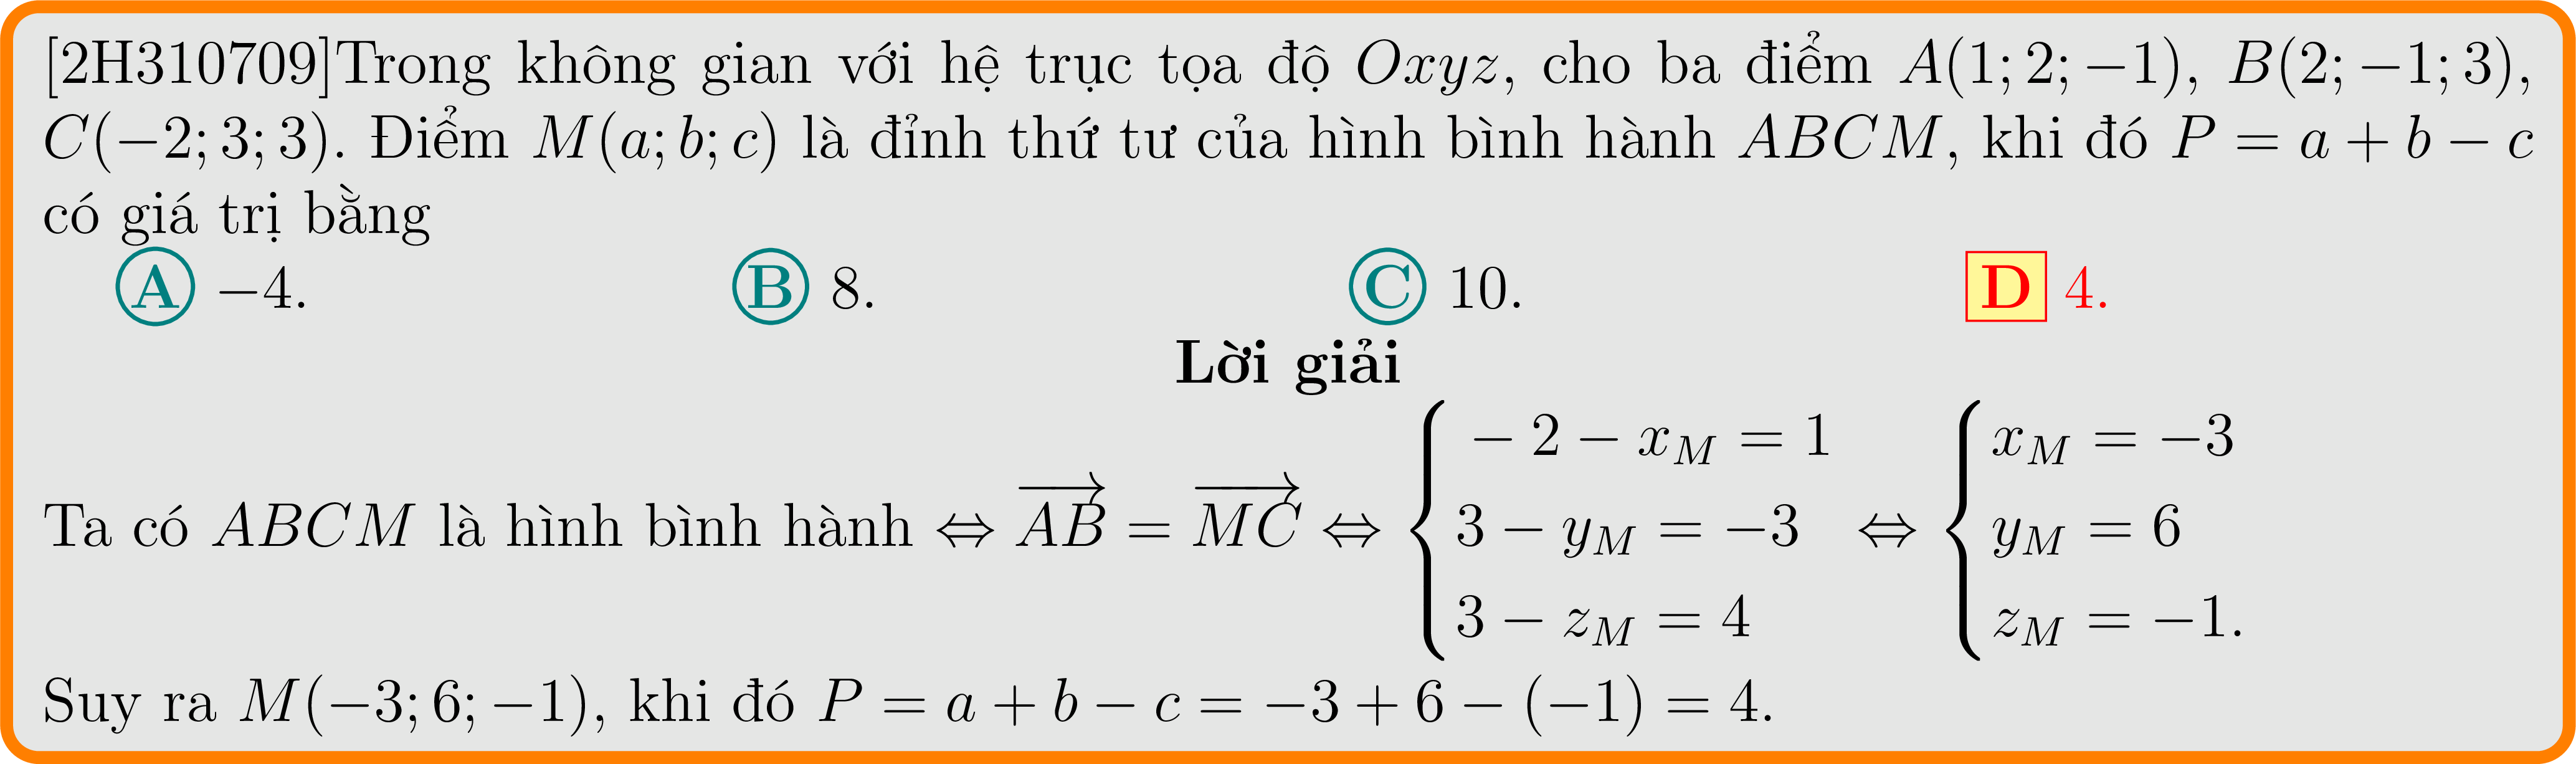 [2H310709]Trong không gian với hệ trục tọa độ Oxyz, cho ba điểm A(1; 2; −1), B(2; −1; 3),
C(−2; 3; 3). Điểm M(a; b; c) là đỉnh thứ tư của hình bình hành ABCM, khi đó P = a + b − c
có giá trị bằng
A −4. B 8. C 10. D 4.
Lời giải
Ta có ABCM là hình bình hành ⇔ $\overrightarrow{AB} = \overrightarrow{MC}$ ⇔ $\begin{cases} -2 - x_M = 1 \\ 3 - y_M = -3 \\ 3 - z_M = 4 \end{cases}$ ⇔ $\begin{cases} x_M = -3 \\ y_M = 6 \\ z_M = -1. \end{cases}$
Suy ra M(−3; 6; −1), khi đó P = a + b − c = −3 + 6 − (−1) = 4.